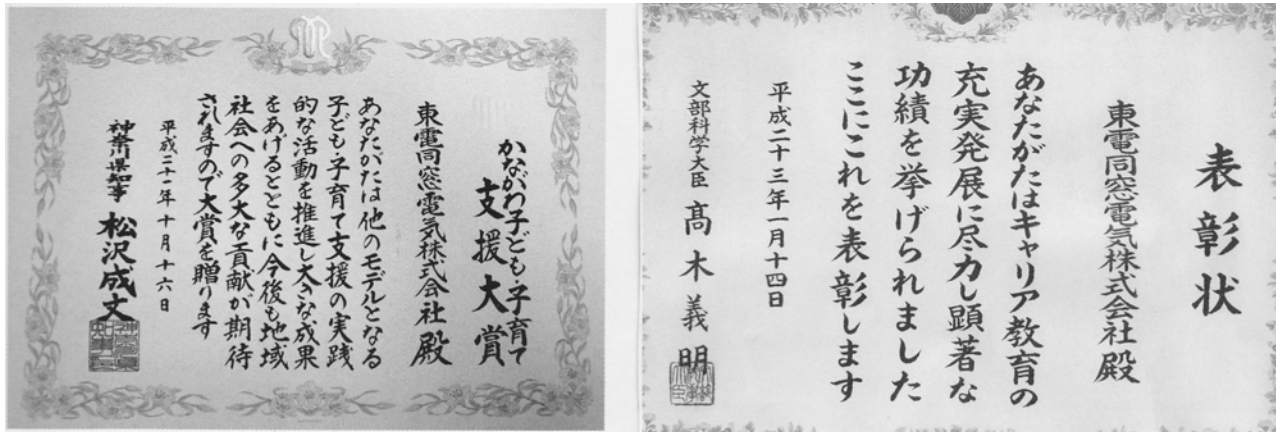 かながわ子ども・子育て
支援大賞
東電同窓電気株式会社 殿
あなたがたは他のモデルとなる
子ども・子育て支援の実践
的な活動を推進し大きな成果
をあげるとともに今後も地域
社会への多大な貢献が期待
されますので大賞を贈ります
平成二十一年十月十六日
神奈川県知事 松沢成文
表彰状
東電同窓電気株式会社 殿
あなたがたはキャリア教育の
充実発展に尽力し顕著な
功績を挙げられました
ここにこれを表彰します
平成二十三年一月十四日
文部科学大臣 髙木義明